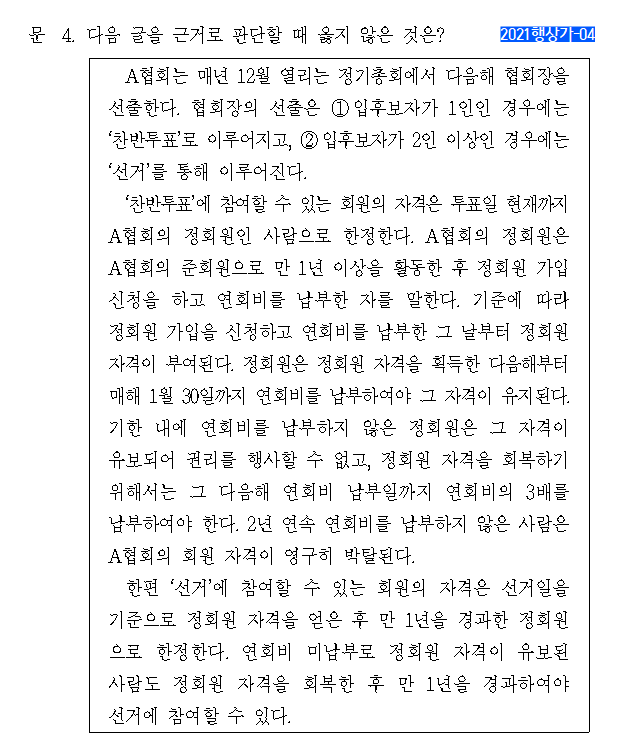 문 4. 다음 글을 근거로 판단할 때 옳지 않은 것은? 2021행상가-04
A협회는 매년 12월 열리는 정기총회에서 다음해 협회장을
선출한다. 협회장의 선출은 ①입후보자가 1인인 경우에는
‘찬반투표’로 이루어지고, ②입후보자가 2인 이상인 경우에는
‘선거’를 통해 이루어진다.
‘찬반투표’에 참여할 수 있는 회원의 자격은 투표일 현재까지
A협회의 정회원인 사람으로 한정한다. A협회의 정회원은
A협회의 준회원으로 만 1년 이상을 활동한 후 정회원 가입
신청을 하고 연회비를 납부한 자를 말한다. 기준에 따라
정회원 가입을 신청하고 연회비를 납부한 그 날부터 정회원
자격이 부여된다. 정회원은 정회원 자격을 획득한 다음해부터
매해 1월 30일까지 연회비를 납부하여야 그 자격이 유지된다.
기한 내에 연회비를 납부하지 않은 정회원은 그 자격이
유보되어 권리를 행사할 수 없고, 정회원 자격을 회복하기
위해서는 그 다음해 연회비 납부일까지 연회비의 3배를
납부하여야 한다. 2년 연속 연회비를 납부하지 않은 사람은
A협회의 회원 자격이 영구히 박탈된다.
한편 ‘선거’에 참여할 수 있는 회원의 자격은 선거일을
기준으로 정회원 자격을 얻은 후 만 1년을 경과한 정회원
으로 한정한다. 연회비 미납부로 정회원 자격이 유보된
사람도 정회원 자격을 회복한 후 만 1년을 경과하여야
선거에 참여할 수 있다.